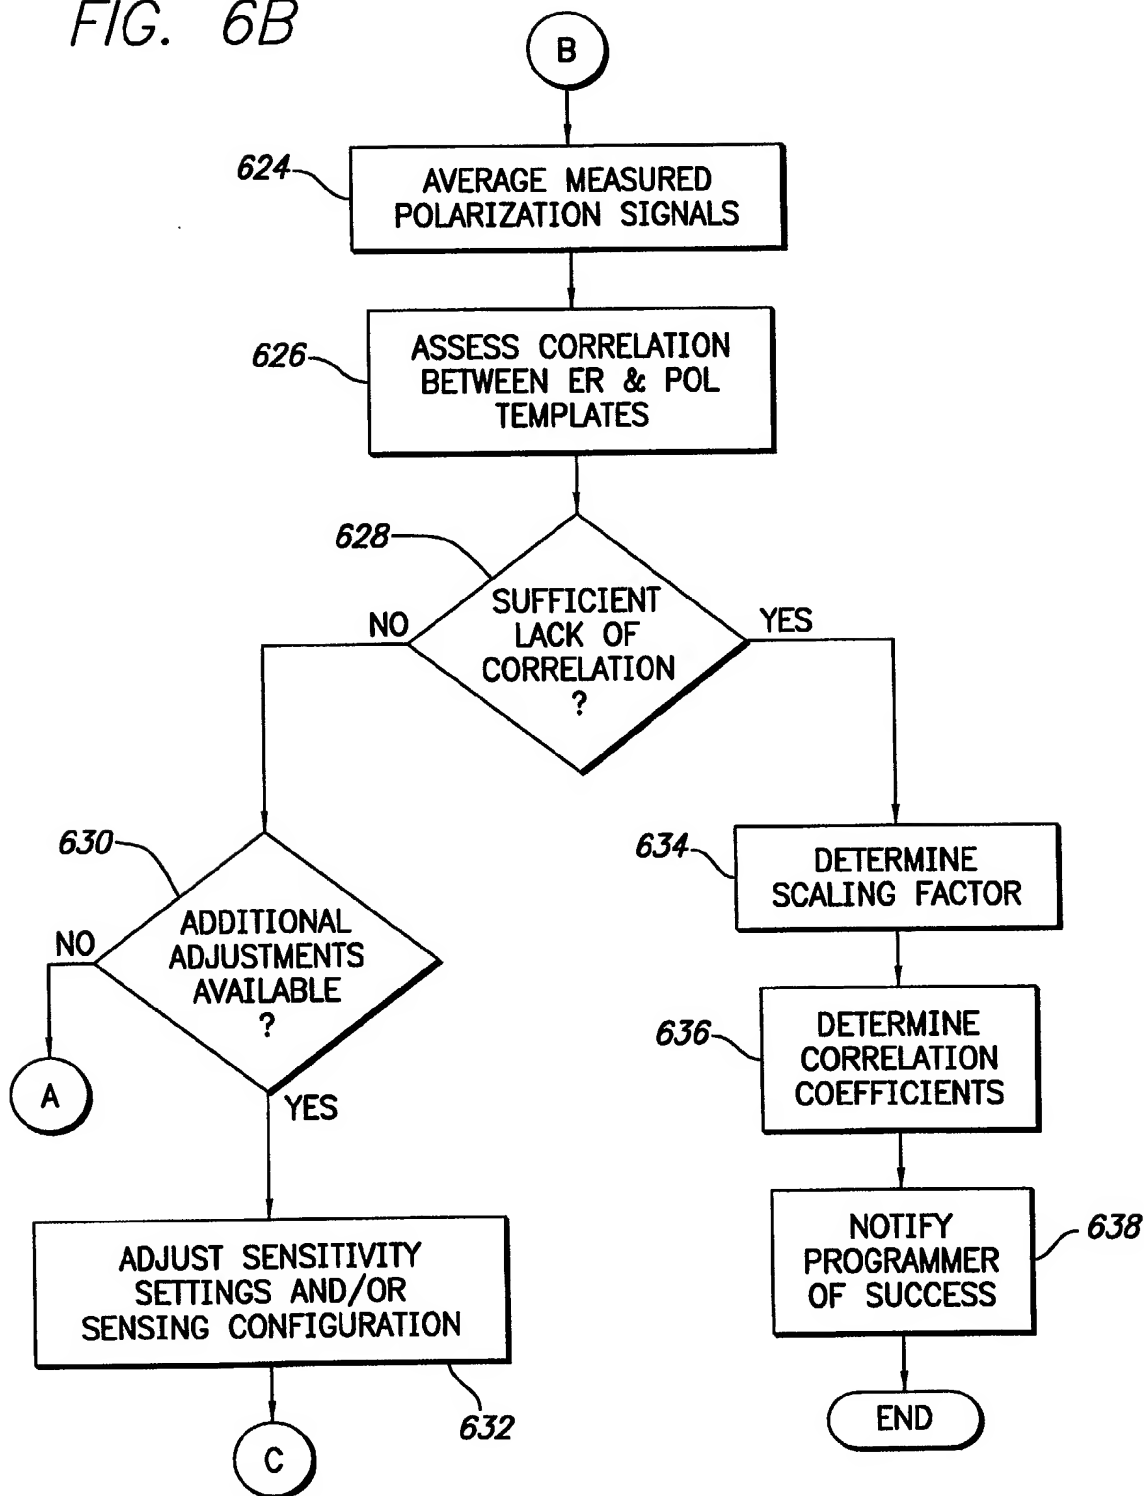 FIG. 6B
B
624
AVERAGE MEASURED
POLARIZATION SIGNALS
626
ASSESS CORRELATION
BETWEEN ER & POL
TEMPLATES
628
SUFFICIENT
LACK OF
CORRELATION
?
NO
YES
630
ADDITIONAL
ADJUSTMENTS
AVAILABLE
?
NO
A
YES
634
DETERMINE
SCALING FACTOR
636
DETERMINE
CORRELATION
COEFFICIENTS
ADJUST SENSITIVITY
SETTINGS AND/OR
SENSING CONFIGURATION
632
C
NOTIFY
PROGRAMMER
OF SUCCESS
638
END